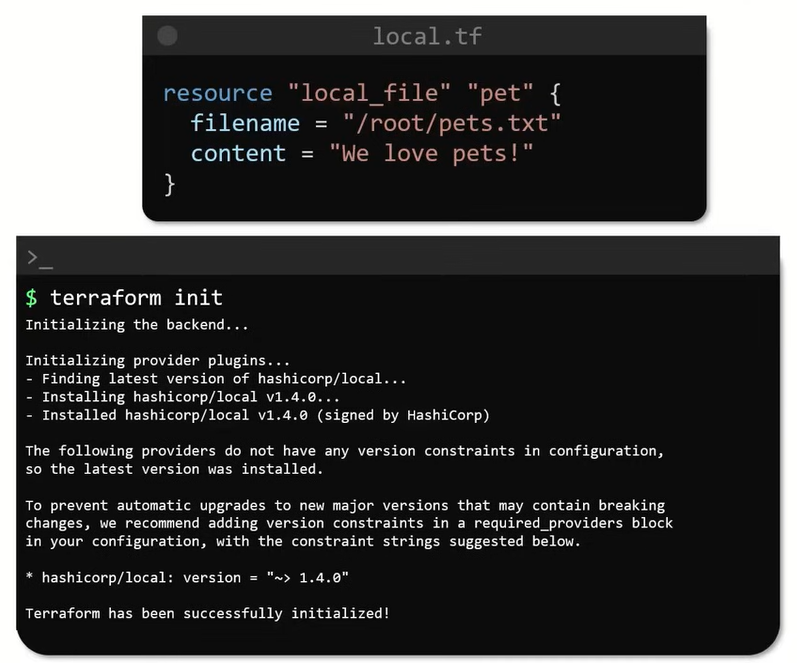 local.tf
resource "local_file" "pet" {
  filename = "/root/pets.txt"
  content = "We love pets!"
}
>_
$ terraform init
Initializing the backend...
Initializing provider plugins...
- Finding latest version of hashicorp/local...
- Installing hashicorp/local v1.4.0...
- Installed hashicorp/local v1.4.0 (signed by HashiCorp)
The following providers do not have any version constraints in configuration,
so the latest version was installed.
To prevent automatic upgrades to new major versions that may contain breaking
changes, we recommend adding version constraints in a required_providers block
in your configuration, with the constraint strings suggested below.
* hashicorp/local: version = "~> 1.4.0"
Terraform has been successfully initialized!